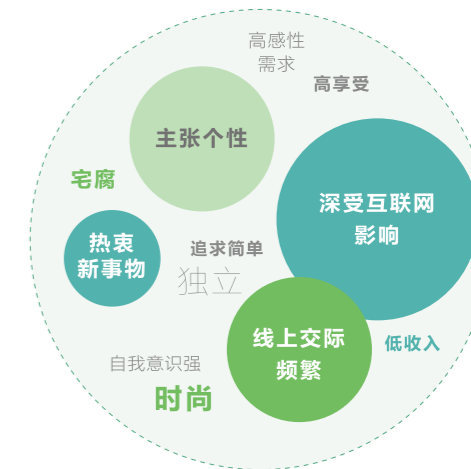 高感性
需求
高享受
主张个性
宅腐
深受互联网
影响
热衷
新事物
追求简单
独立
线上交际
频繁
低收入
自我意识强
时尚